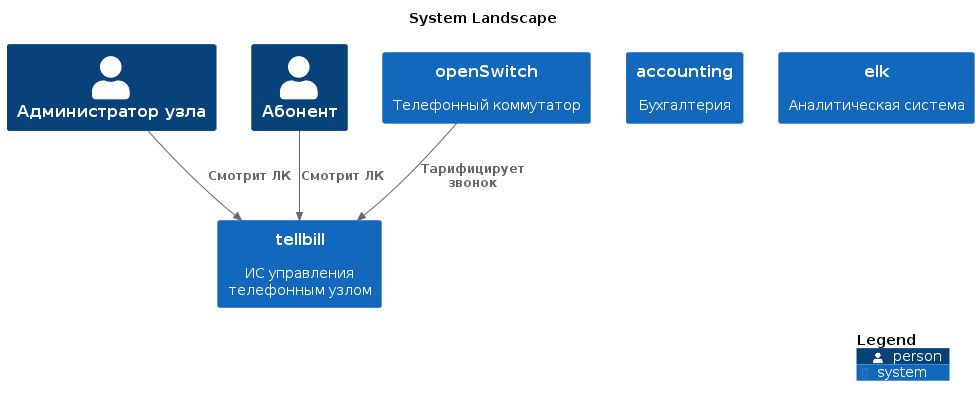 System Landscape
Администратор узла
Абонент
openSwitch
Телефонный коммутатор
accounting
Бухгалтерия
elk
Аналитическая система
Смотрит ЛК
Смотрит ЛК
Тарифицирует
звонок
tellbill
ИС управления
телефонным узлом
Legend
person
system